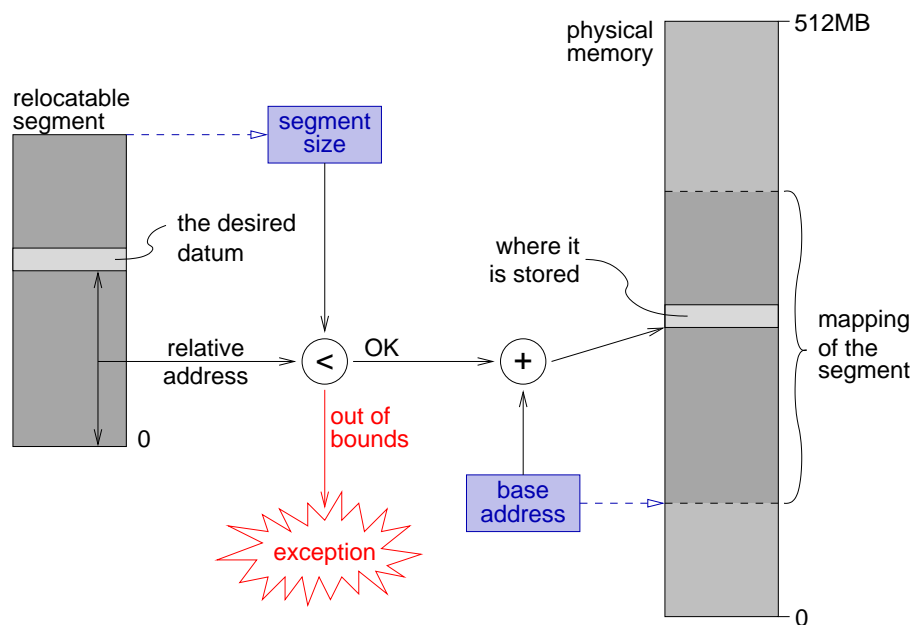 physical
memory
512MB
relocatable
segment
segment
size
the desired
datum
where it
is stored
relative
address
<
OK
+
mapping
of the
segment
out of
bounds
0
base
address
exception
0